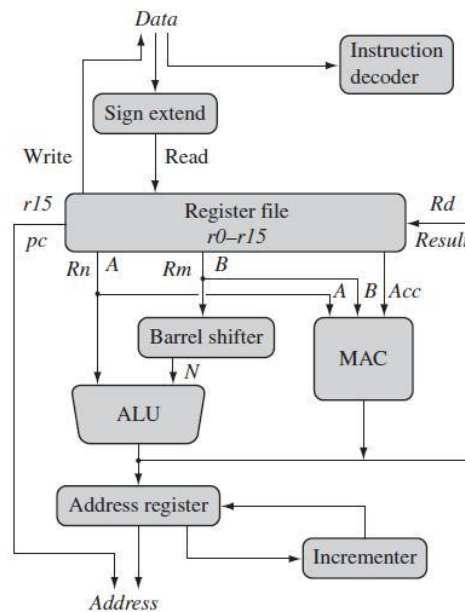 Data
Instruction
decoder
Sign extend
Write
Read
r15
Register file
Rd
pc
r0–r15
Result
Rn
A
Rm
B
A
B
Acc
Barrel shifter
MAC
N
ALU
Address register
Incrementer
Address